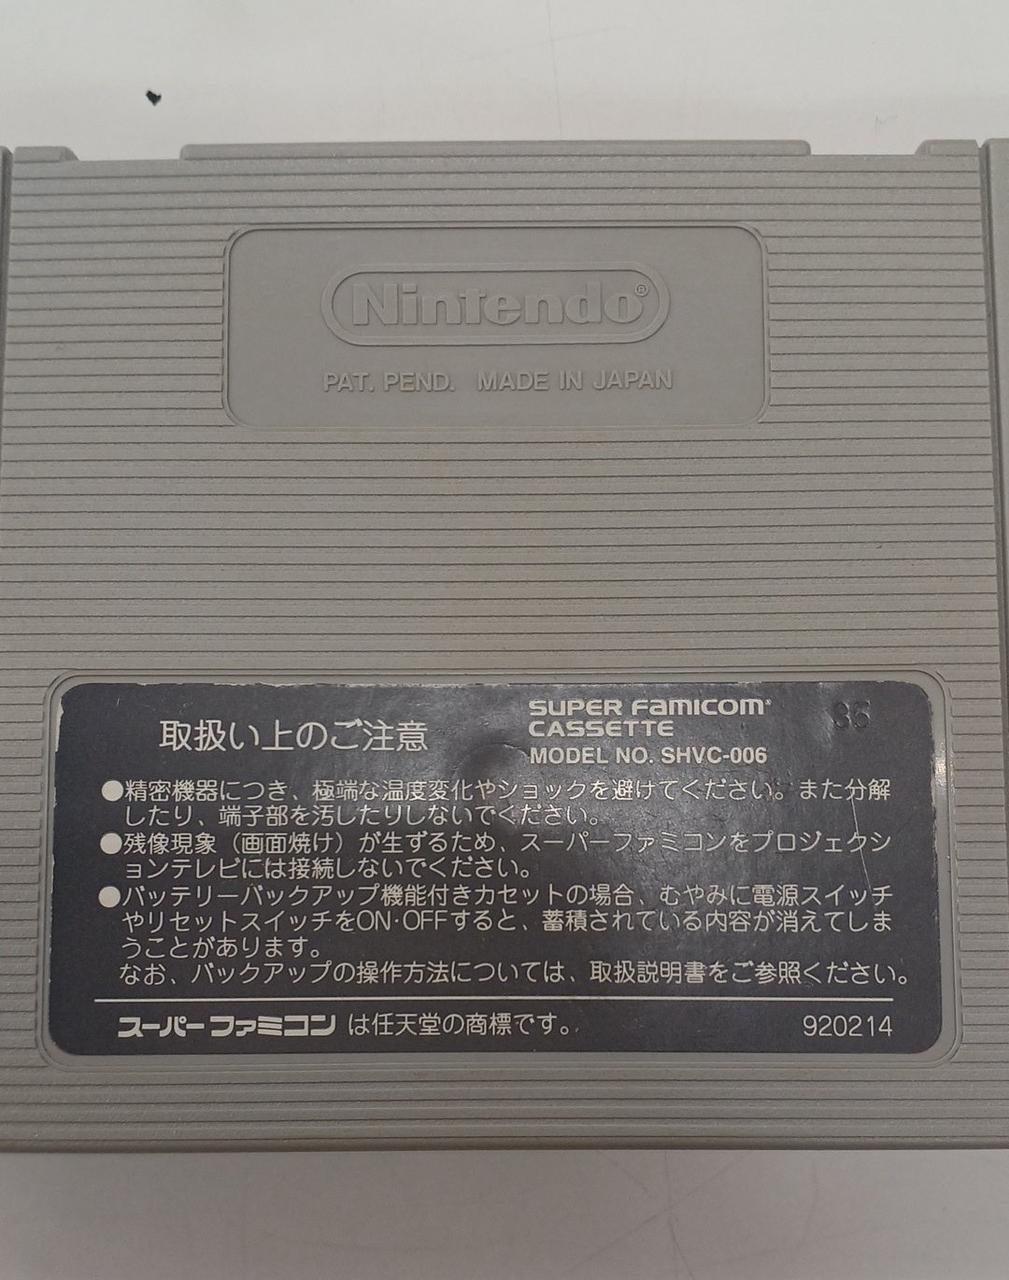 Nintendo®
PAT. PEND. MADE IN JAPAN
取扱い上のご注意
SUPER FAMICOM®
CASSETTE
MODEL NO. SHVC-006
●精密機器につき、極端な温度変化やショックを避けてください。また分解
したり、端子部を汚したりしないでください。
●残像現象（画面焼け）が生ずるため、スーパーファミコンをプロジェクシ
ョンテレビには接続しないでください。
●バッテリーバックアップ機能付きカセットの場合、むやみに電源スイッチ
やリセットスイッチをON·OFFすると、蓄積されている内容が消えてしま
うことがあります。
なお、バックアップの操作方法については、取扱説明書をご参照ください。
スーパーファミコン は任天堂の商標です。
920214